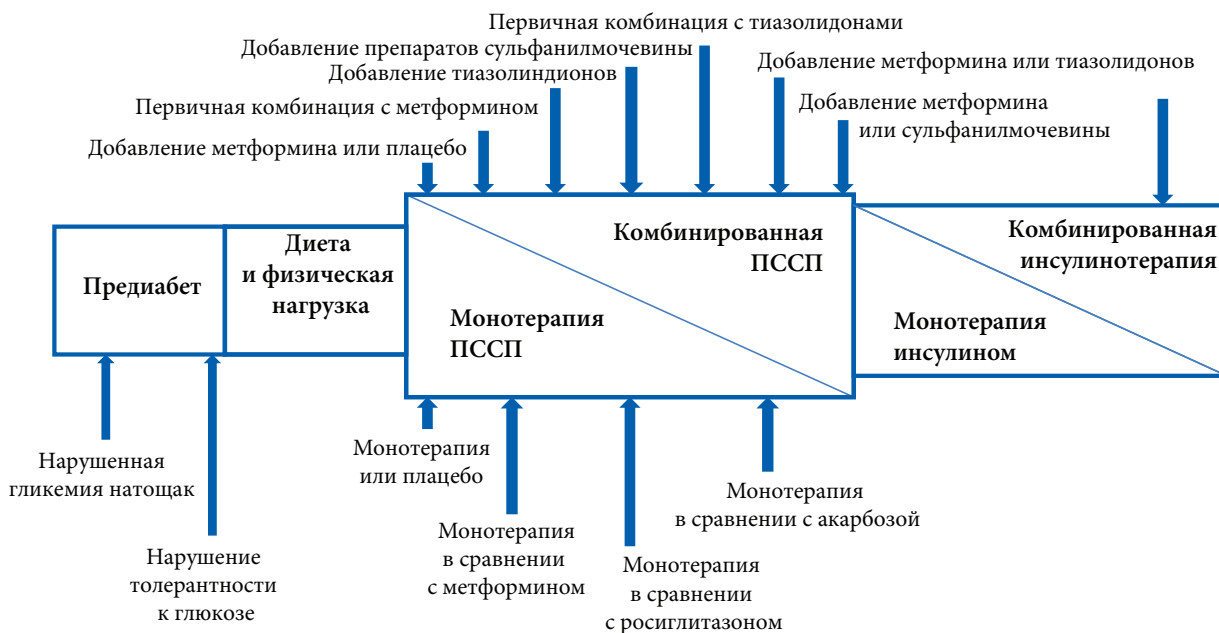 Первичная комбинация с тиазолидонами
Добавление препаратов сульфанилмочевины
Добавление тиазолиндионов
Первичная комбинация с метформином
Добавление метформина или плацебо
Добавление метформина или тиазолидонов
Добавление метформина
или сульфанилмочевины
Предиабет
Диета
и физическая
нагрузка
Монотерапия
ПССП
Комбинированная
ПССП
Монотерапия
инсулином
Комбинированная
инсулинотерапия
Нарушенная
гликемия натощак
Нарушение
толерантности
к глюкозе
Монотерапия
или плацебо
Монотерапия
в сравнении
с метформином
Монотерапия
в сравнении
с росиглитазоном
Монотерапия
в сравнении с акарбозой